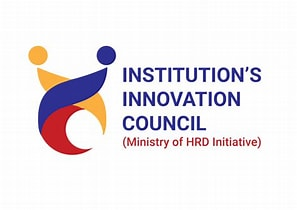 INSTITUTION'S
INNOVATION
COUNCIL
(Ministry of HRD Initiative)